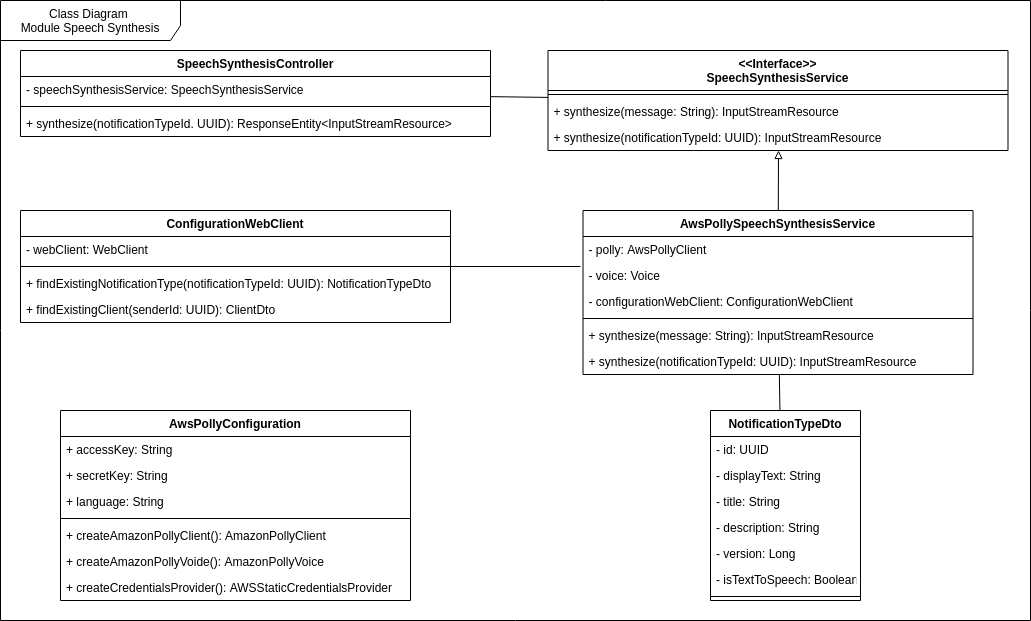 Class Diagram
Module Speech Synthesis
SpeechSynthesisController
- speechSynthesisService: SpeechSynthesisService
+ synthesize(notificationTypeId. UUID): ResponseEntity<InputStreamResource>
<<Interface>>
SpeechSynthesisService
+ synthesize(message: String): InputStreamResource
+ synthesize(notificationTypeId: UUID): InputStreamResource
ConfigurationWebClient
- webClient: WebClient
+ findExistingNotificationType(notificationTypeId: UUID): NotificationTypeDto
+ findExistingClient(senderId: UUID): ClientDto
AwsPollySpeechSynthesisService
- polly: AwsPollyClient
- voice: Voice
- configurationWebClient: ConfigurationWebClient
+ synthesize(message: String): InputStreamResource
+ synthesize(notificationTypeId: UUID): InputStreamResource
AwsPollyConfiguration
+ accessKey: String
+ secretKey: String
+ language: String
+ createAmazonPollyClient(): AmazonPollyClient
+ createAmazonPollyVoide(): AmazonPollyVoice
+ createCredentialsProvider(): AWSStaticCredentialsProvider
NotificationTypeDto
- id: UUID
- displayText: String
- title: String
- description: String
- version: Long
- isTextToSpeech: Boolean